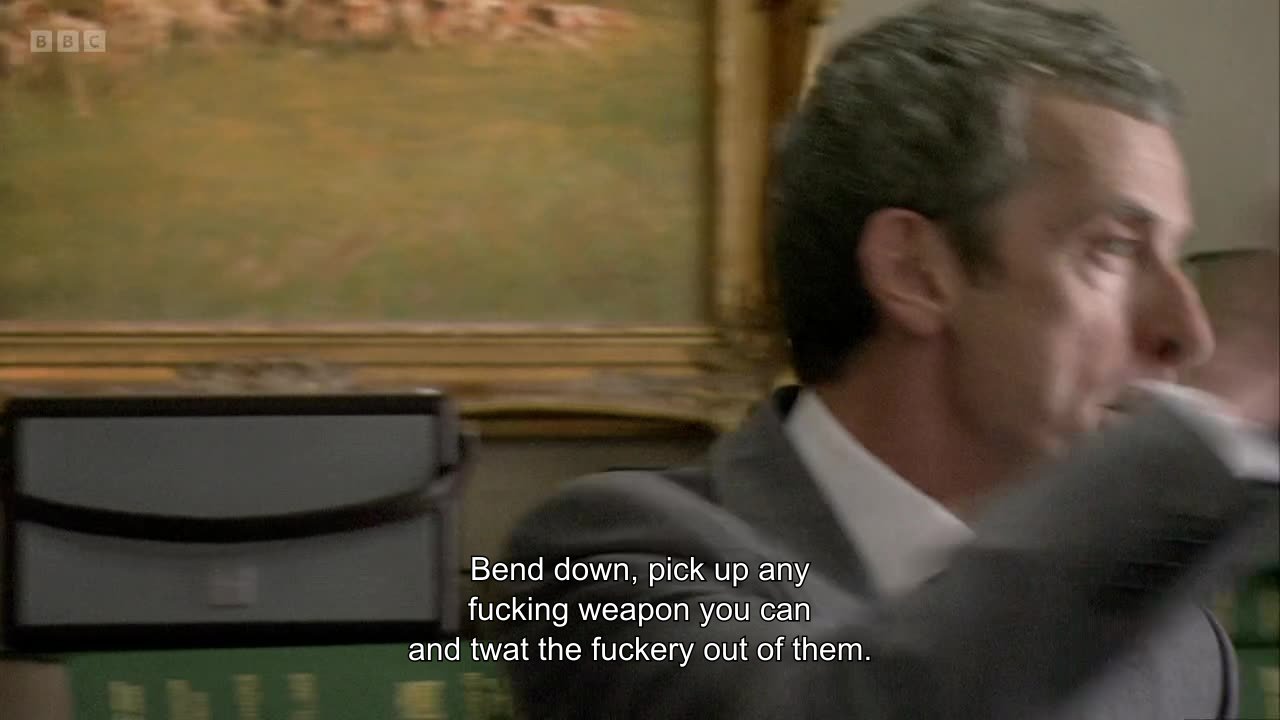 BBC
Bend down, pick up any
fucking weapon you can
and twat the fuckery out of them.